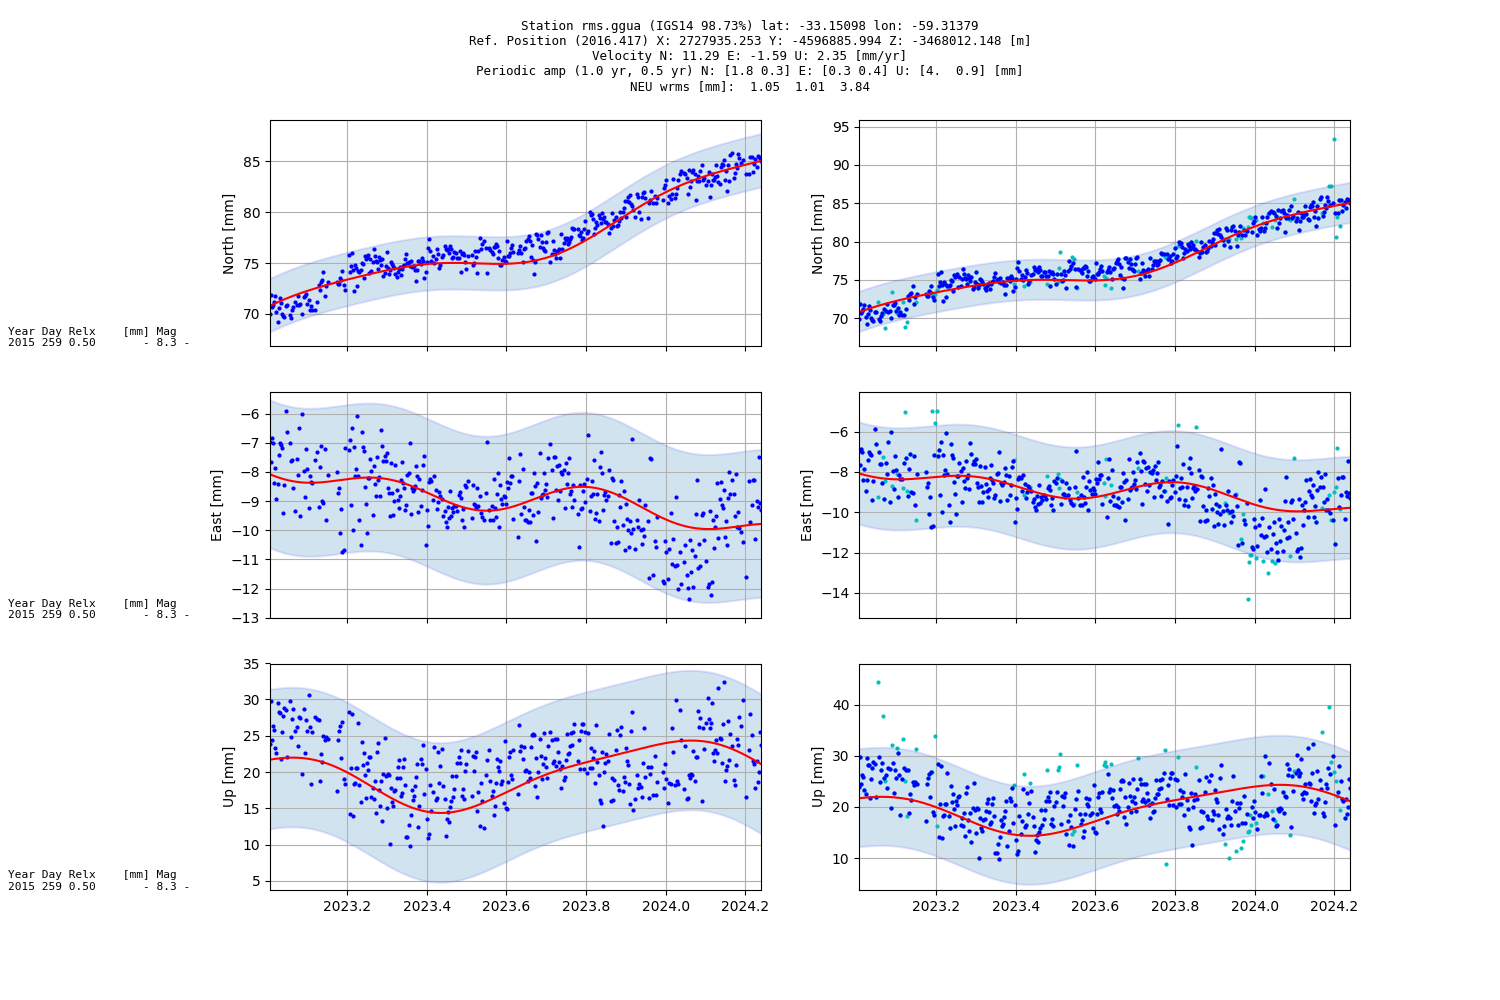 Station rms.ggua (IGS14 98.73%) lat: -33.15098 lon: -59.31379
Ref. Position (2016.417) X: 2727935.253 Y: -4596885.994 Z: -3468012.148 [m]
Velocity N: 11.29 E: -1.59 U: 2.35 [mm/yr]
Periodic amp (1.0 yr, 0.5 yr) N: [1.8 0.3] E: [0.3 0.4] U: [4.  0.9] [mm]
NEU wrms [mm]:  1.05  1.01  3.84
North [mm]
85
80
75
70
North [mm]
95
90
85
80
75
70
Year Day Relx    [mm] Mag
2015 259 0.50       - 8.3 -
East [mm]
−6
−7
−8
−9
−10
−11
−12
−13
East [mm]
−6
−8
−10
−12
−14
Year Day Relx    [mm] Mag
2015 259 0.50       - 8.3 -
Up [mm]
35
30
25
20
15
10
5
Up [mm]
40
30
20
10
Year Day Relx    [mm] Mag
2015 259 0.50       - 8.3 -
2023.2 2023.4 2023.6 2023.8 2024.0 2024.2
2023.2 2023.4 2023.6 2023.8 2024.0 2024.2